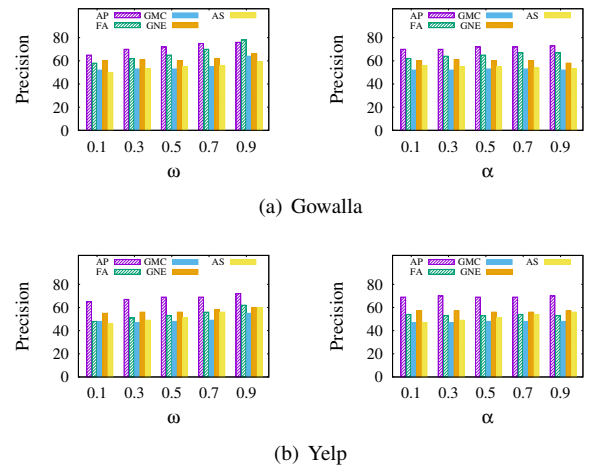 AP GMC AS
FA GNE
Precision
80
60
40
20
0
0.1 0.3 0.5 0.7 0.9
ω
AP GMC AS
FA GNE
Precision
80
60
40
20
0
0.1 0.3 0.5 0.7 0.9
α
(a) Gowalla
AP GMC AS
FA GNE
Precision
80
60
40
20
0
0.1 0.3 0.5 0.7 0.9
ω
AP GMC AS
FA GNE
Precision
80
60
40
20
0
0.1 0.3 0.5 0.7 0.9
α
(b) Yelp